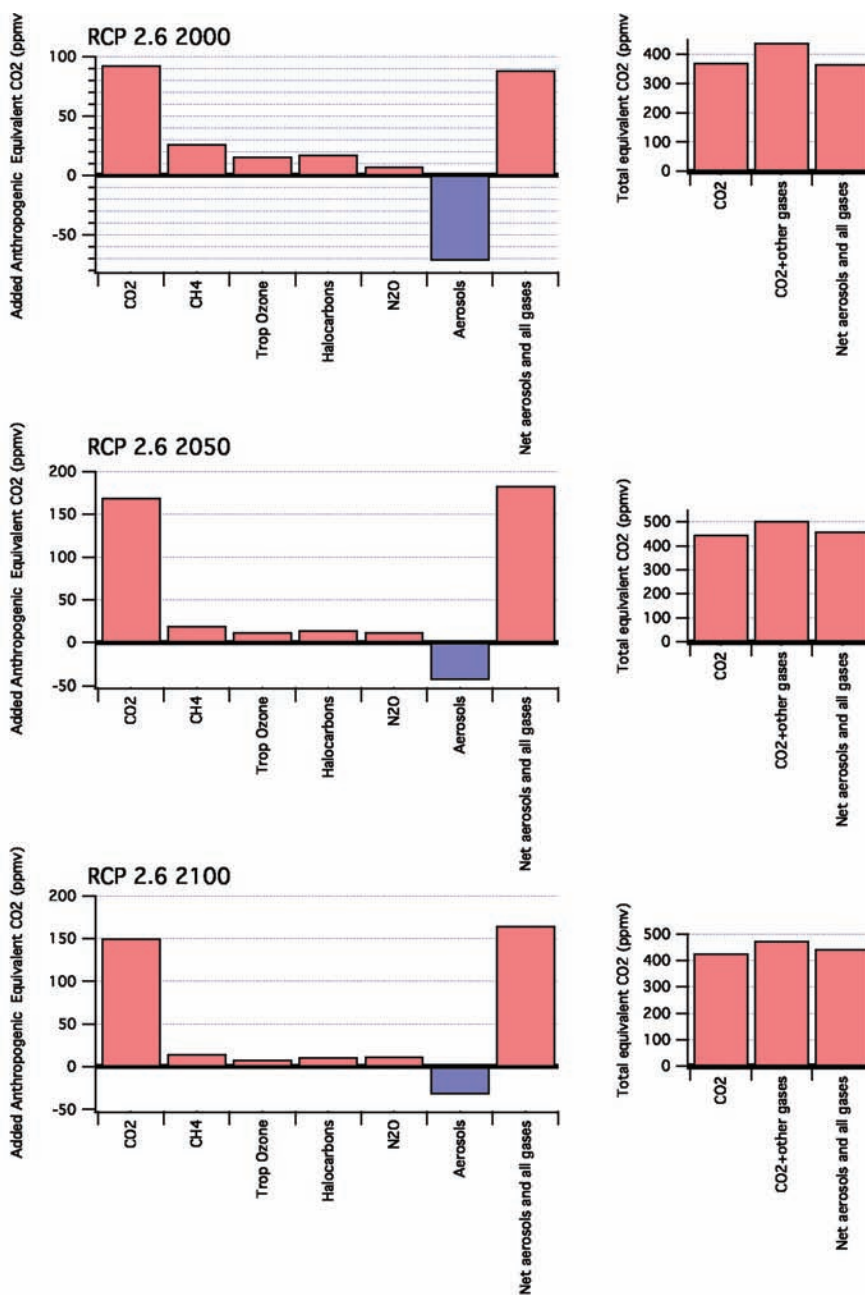 RCP 2.6 2000
Added Anthropogenic Equivalent CO2 (ppmv
100
50
0
-50
CO2
CH4
Trop Ozone
Halocarbons
N2O
Aerosols
Net aerosols and all gases
Total equivalent CO2 (ppmv)
400
300
200
100
0
CO2
CO2+other gases
Net aerosols and all gases
RCP 2.6 2050
Added Anthropogenic Equivalent CO2 (ppmv)
200
150
100
50
0
-50
CO2
CH4
Trop Ozone
Halocarbons
N2O
Aerosols
Net aerosols and all gases
Total equivalent CO2 (ppmv)
500
400
300
200
100
0
CO2
CO2+other gases
Net aerosols and all gases
RCP 2.6 2100
Added Anthropogenic Equivalent CO2 (ppmv)
200
150
100
50
0
-50
CO2
CH4
Trop Ozone
Halocarbons
N2O
Aerosols
Net aerosols and all gases
Total equivalent CO2 (ppmv)
500
400
300
200
100
0
CO2
CO2+other gases
Net aerosols and all gases